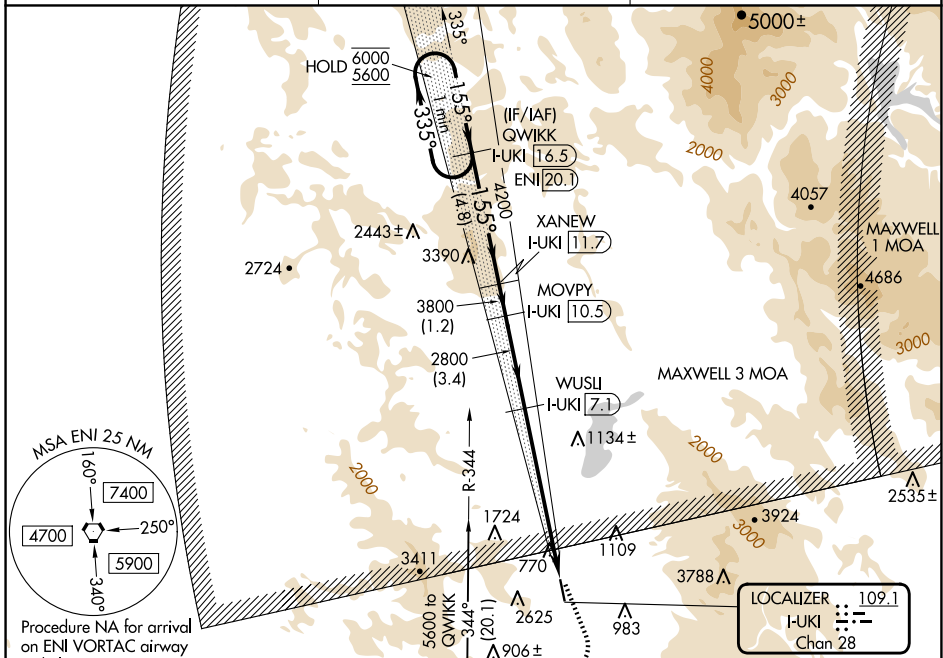 335°
5000±
HOLD 6000
5600
155°
1 min
335°
4000
3000
(IF/IAF)
QWIKK
I-UKI 16.5
ENI 20.1
2000
155°
(4.8)
4200
4057
2443±
3390
XANEW
I-UKI 11.7
MAXWELL
1 MOA
2724
4686
MOVPY
I-UKI 10.5
3800
(1.2)
3000
2800
(3.4)
WUSLI
I-UKI 7.1
MAXWELL 3 MOA
1134±
2000
MSA ENI 25 NM
160°
7400
4700
250°
5900
340°
2000
R-344
2535±
1724
3924
3000
1109
770
3411
3788
2625
983
5600 to
QWIKK
344°
(20.1)
906±
LOCALIZER 109.1
I-UKI
Chan 28
Procedure NA for arrival
on ENI VORTAC airway